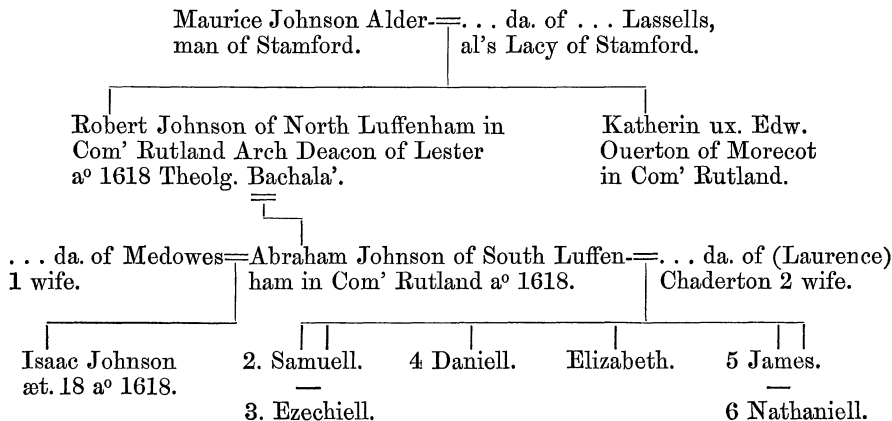 Maurice Johnson Alder-=. . . da. of . . . Lassells,
man of Stamford. al's Lacy of Stamford.
Robert Johnson of North Luffenham in
Com' Rutland Arch Deacon of Lester
aº 1618 Theolg. Bachala'.
Katherin ux. Edw.
Ouerton of Morecot
in Com' Rutland.
. . . da. of Medowes=Abraham Johnson of South Luffen-=. . . da. of (Laurence)
1 wife. ham in Com' Rutland aº 1618. Chaderton 2 wife.
Isaac Johnson
æt. 18 aº 1618.
2. Samuell. 4 Daniell. Elizabeth. 5 James.
3. Ezechiell. 6 Nathaniell.